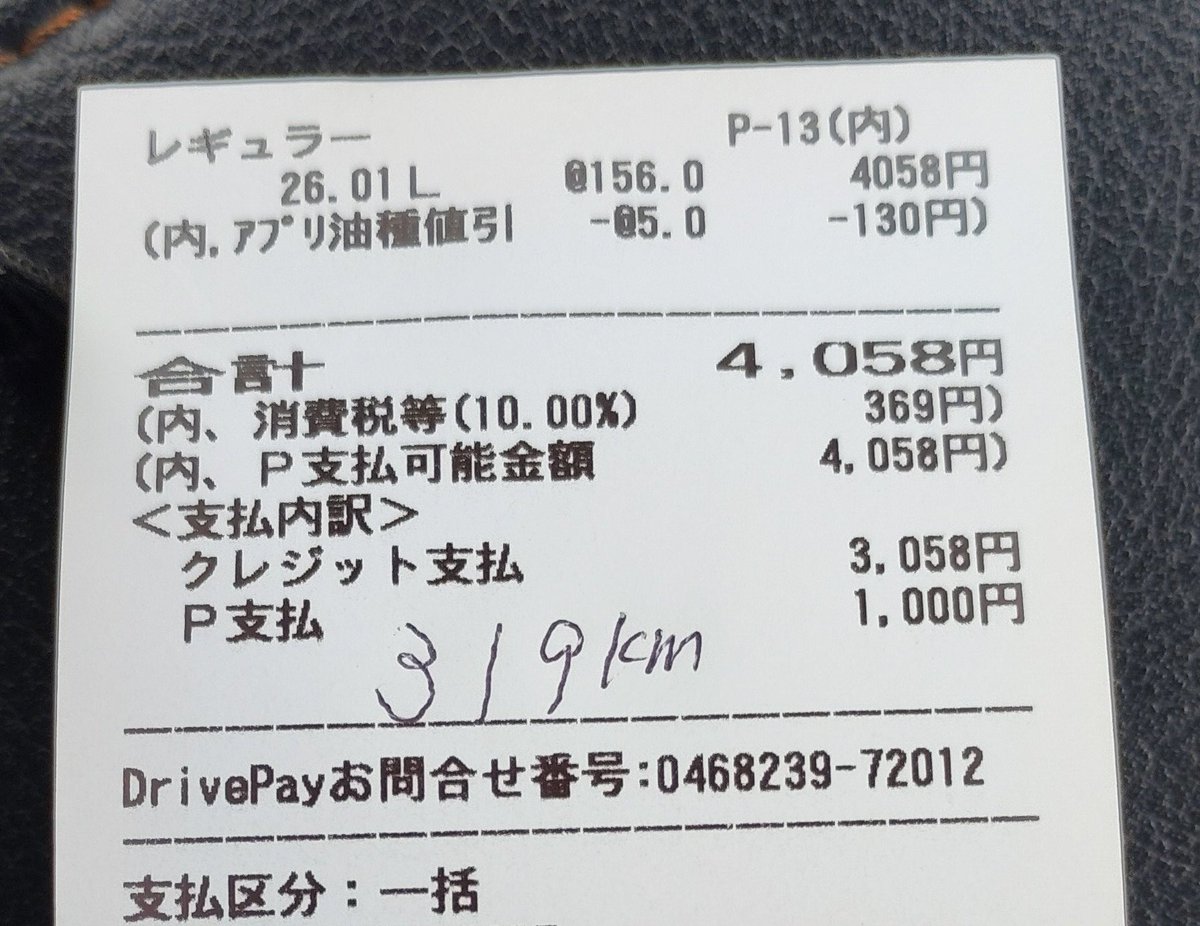 レギュラー P-13(内)
26.01L @156.0 4058円
(内,アプリ油種値引 -@5.0 -130円)
合計 4,058円
(内、消費税等(10.00%) 369円)
(内、P支払可能金額 4,058円)
<支払内訳>
クレジット支払 3,058円
P支払 1,000円
319km
DrivePayお問合せ番号:0468239-72012
支払区分:一括